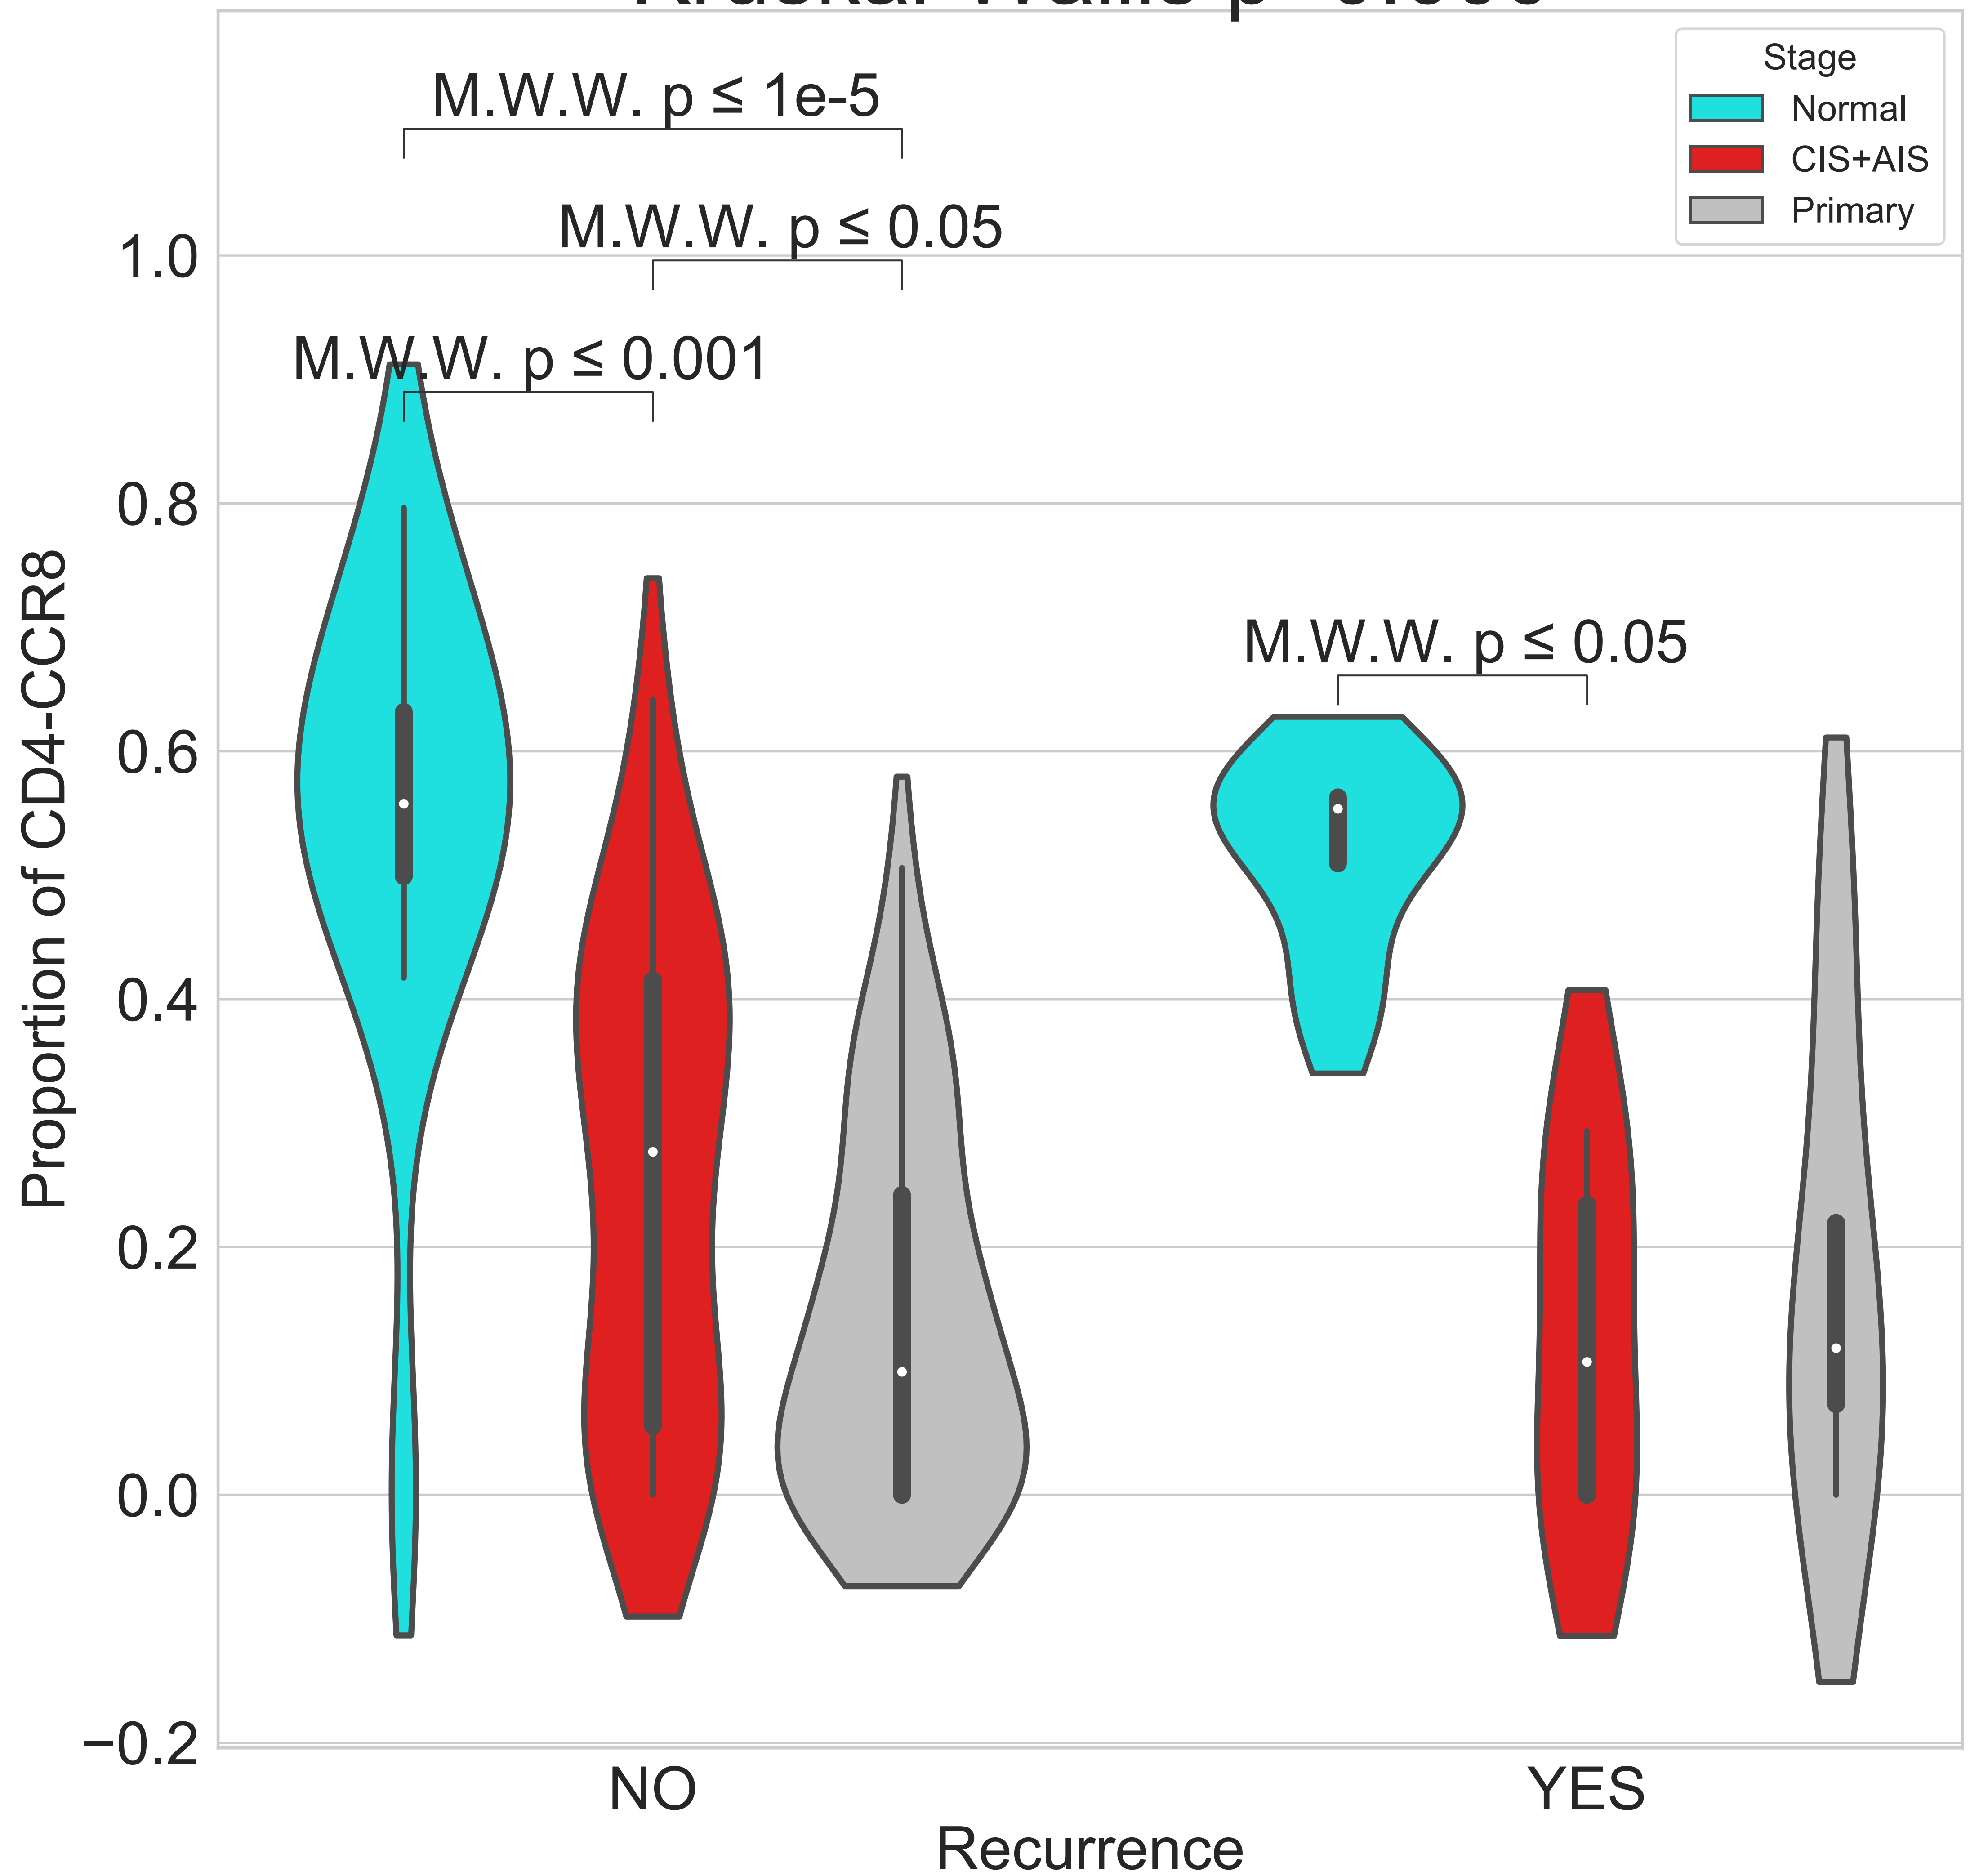 Stage
Normal
CIS+AIS
Primary
M.W.W. p ≤ 1e-5
M.W.W. p ≤ 0.05
M.W.W. p ≤ 0.001
M.W.W. p ≤ 0.05
Proportion of CD4-CCR8
1.0
0.8
0.6
0.4
0.2
0.0
−0.2
NO
YES
Recurrence